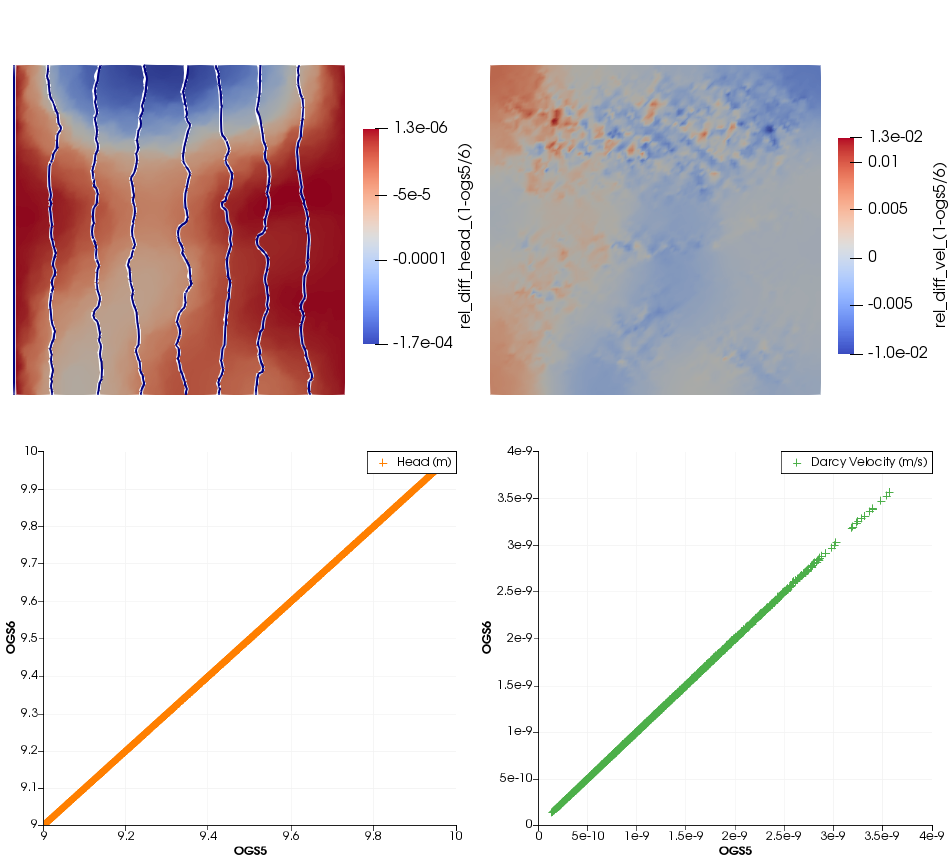 1.3e-06
-5e-5
-0.0001
-1.7e-04
rel_diff_head_(1-ogs5/6)
1.3e-02
0.01
0.005
0
-0.005
-1.0e-02
rel_diff_vel_(1-ogs5/6)
10
9.9
9.8
9.7
9.6
9.5
9.4
9.3
9.2
9.1
9
OGS6
Head (m)
9 9.2 9.4 9.6 9.8 10
OGS5
4e-9
3.5e-9
3e-9
2.5e-9
2e-9
1.5e-9
1e-9
5e-10
0
OGS6
Darcy Velocity (m/s)
0 5e-10 1e-9 1.5e-9 2e-9 2.5e-9 3e-9 3.5e-9 4e-9
OGS5